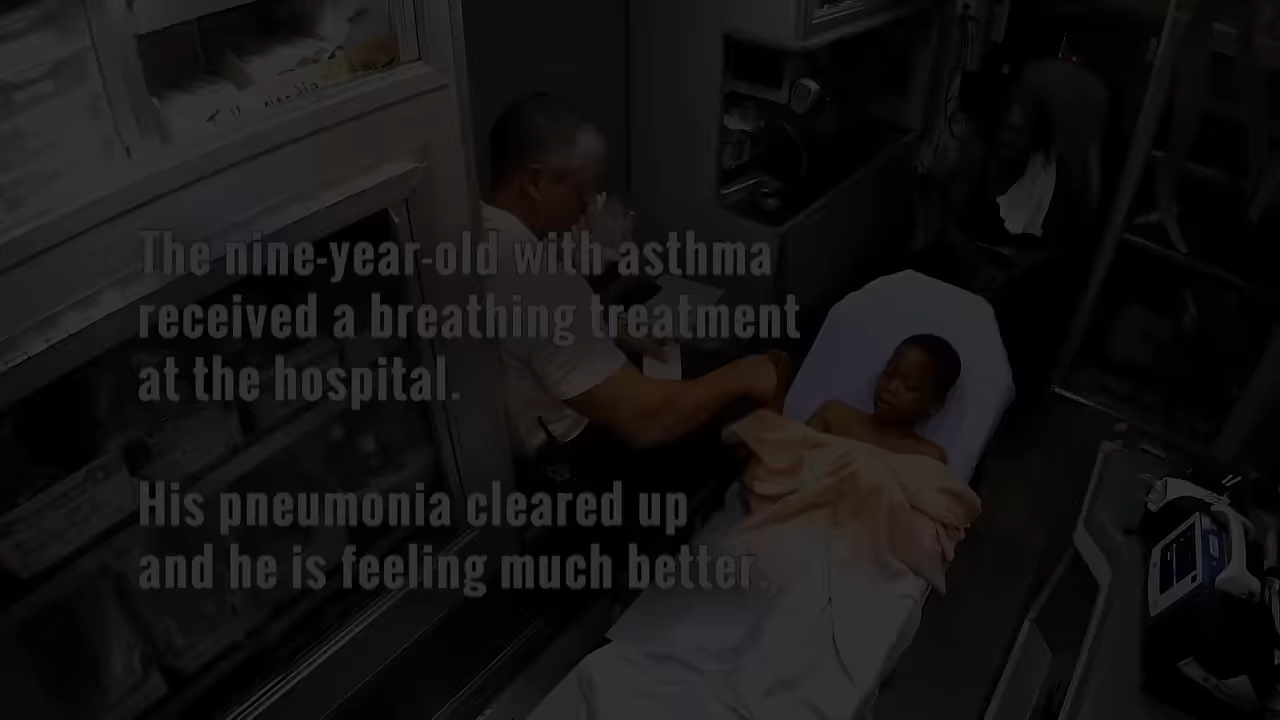 The nine-year-old with asthma
received a breathing treatment
at the hospital.
His pneumonia cleared up
and he is feeling much better.